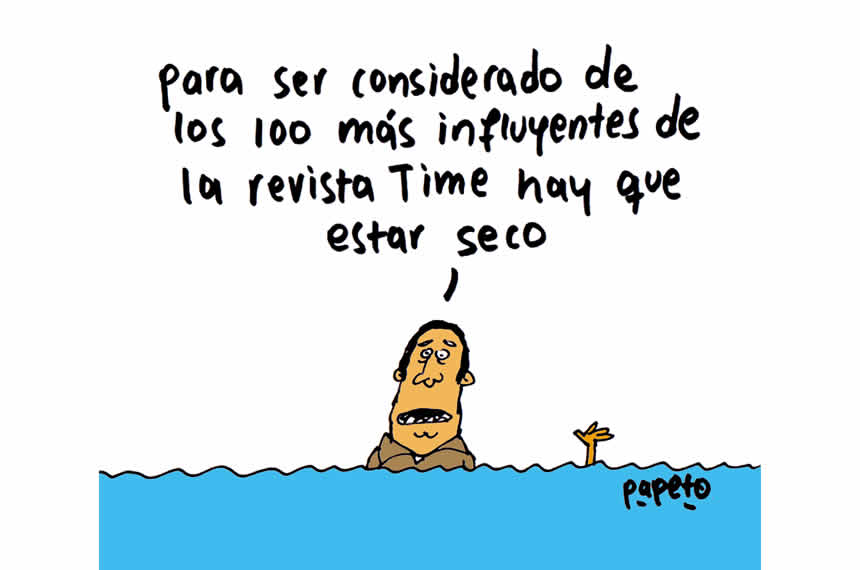 para ser considerado de
los 100 más influyentes de
la revista Time hay que
estar seco
papeto